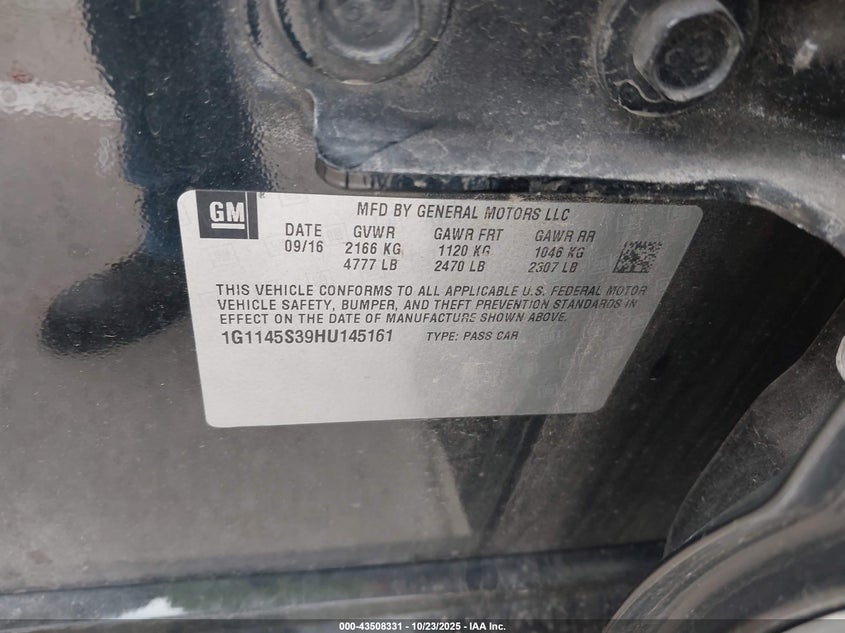 GM
MFD BY GENERAL MOTORS LLC
DATE GVWR GAWR FRT GAWR RR
09/16 2166 KG 1120 KG 1046 KG
4777 LB 2470 LB 2307 LB
THIS VEHICLE CONFORMS TO ALL APPLICABLE U.S. FEDERAL MOTOR
VEHICLE SAFETY, BUMPER, AND THEFT PREVENTION STANDARDS IN
EFFECT ON THE DATE OF MANUFACTURE SHOWN ABOVE.
1G1145S39HU145161 TYPE: PASS CAR
000-43508331 - 10/23/2025 - IAA Inc.